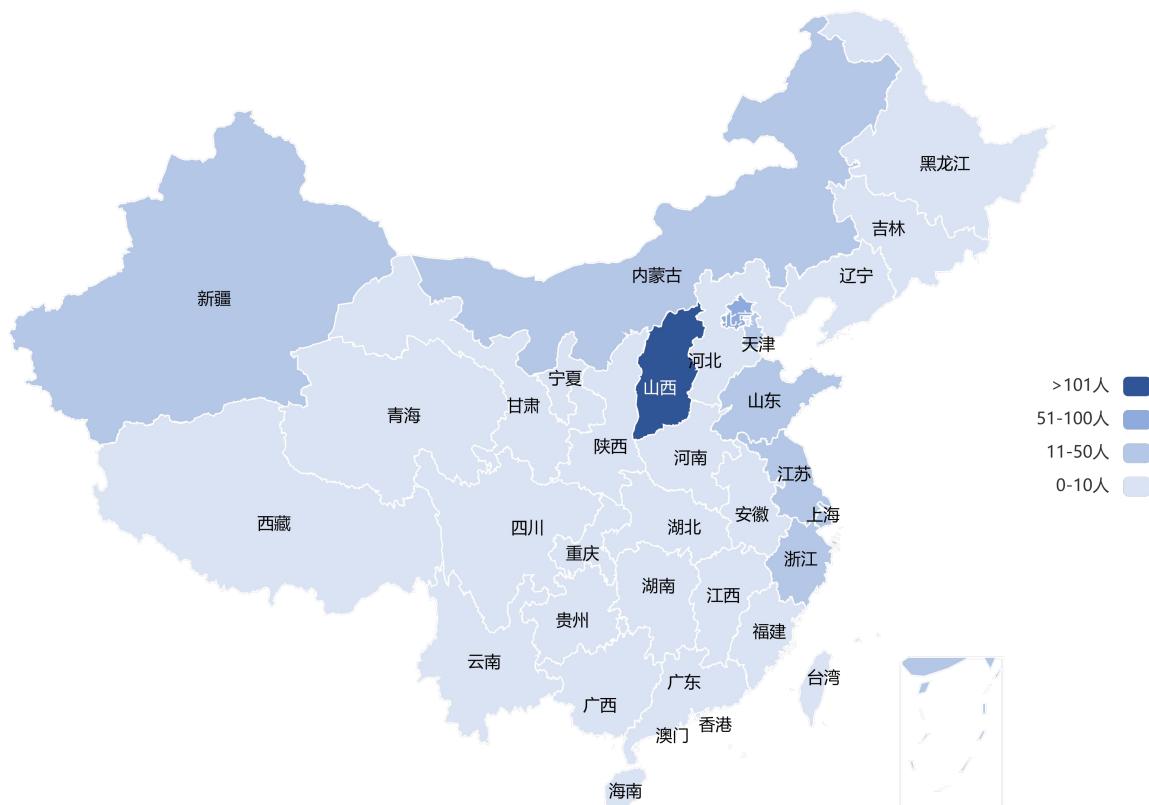 黑龙江
吉林
辽宁
内蒙古
新疆
北京
天津
河北
山西
宁夏
山东
甘肃
青海
陕西
河南
江苏
安徽
上海
西藏
四川
湖北
重庆
浙江
湖南
江西
贵州
福建
云南
台湾
广东
广西
香港
澳门
海南
>101人
51-100人
11-50人
0-10人